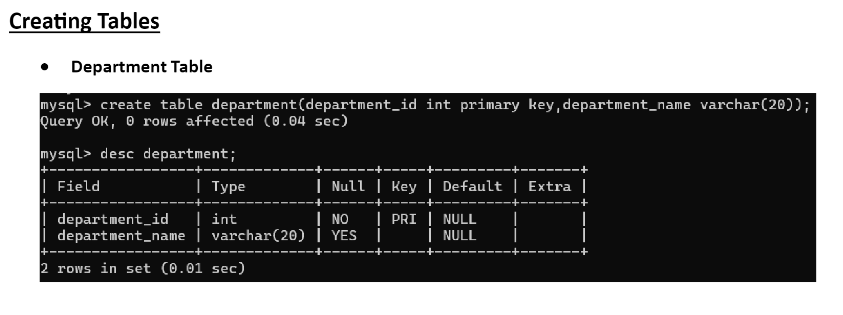 Creating Tables
• Department Table
mysql> create table department(department_id int primary key,department_name varchar(20));
Query OK, 0 rows affected (0.04 sec)
mysql> desc department;
+-----------------+-------------+------+-----+---------+-------+
| Field           | Type        | Null | Key | Default | Extra |
+-----------------+-------------+------+-----+---------+-------+
| department_id   | int         | NO   | PRI | NULL    |       |
| department_name | varchar(20) | YES  |     | NULL    |       |
+-----------------+-------------+------+-----+---------+-------+
2 rows in set (0.01 sec)